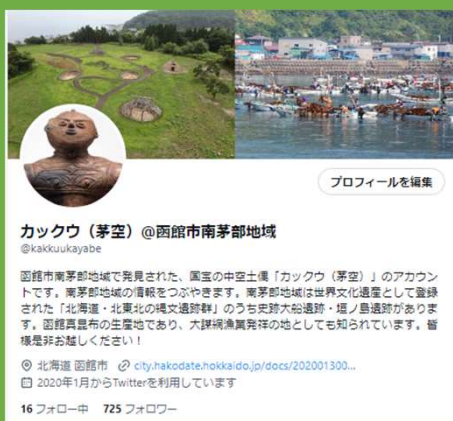 プロフィールを編集
カックウ（茅空）@函館市南茅部地域
@kakkuukayabe
函館市南茅部地域で発見された、国宝の中空土偶「カックウ（茅空）」のアカウン
トです。南茅部地域の情報をつぶやきます。南茅部地域は世界文化遺産として登録
された「北海道・北東北の縄文遺跡群」のうち史跡大船遺跡・垣ノ島遺跡がありま
す。函館真昆布の生産地であり、大謀網漁業発祥の地としても知られています。皆
様是非お越しください！
北海道 函館市 city.hakodate.hokkaido.jp/docs/202001300...
2020年1月からTwitterを利用しています
16 フォロー中 725 フォロワー